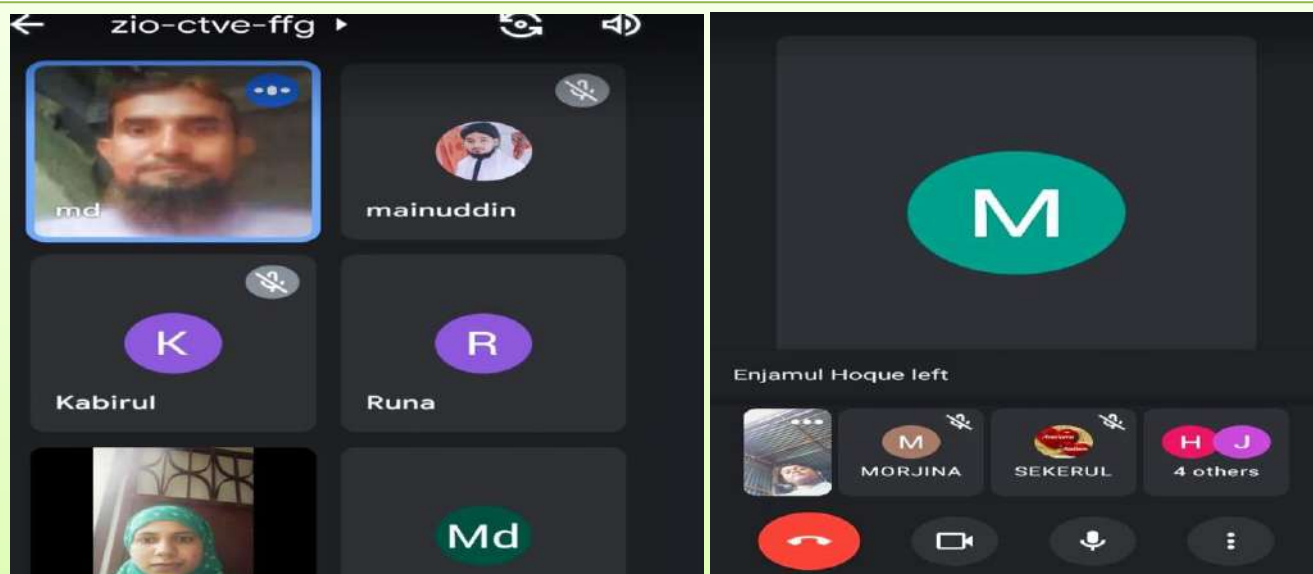 zio-ctve-ffg
md
mainuddin
K
Kabirul
R
Runa
Md
M
Enjamul Hoque left
M
MORJINA
SEKERUL
H J
4 others